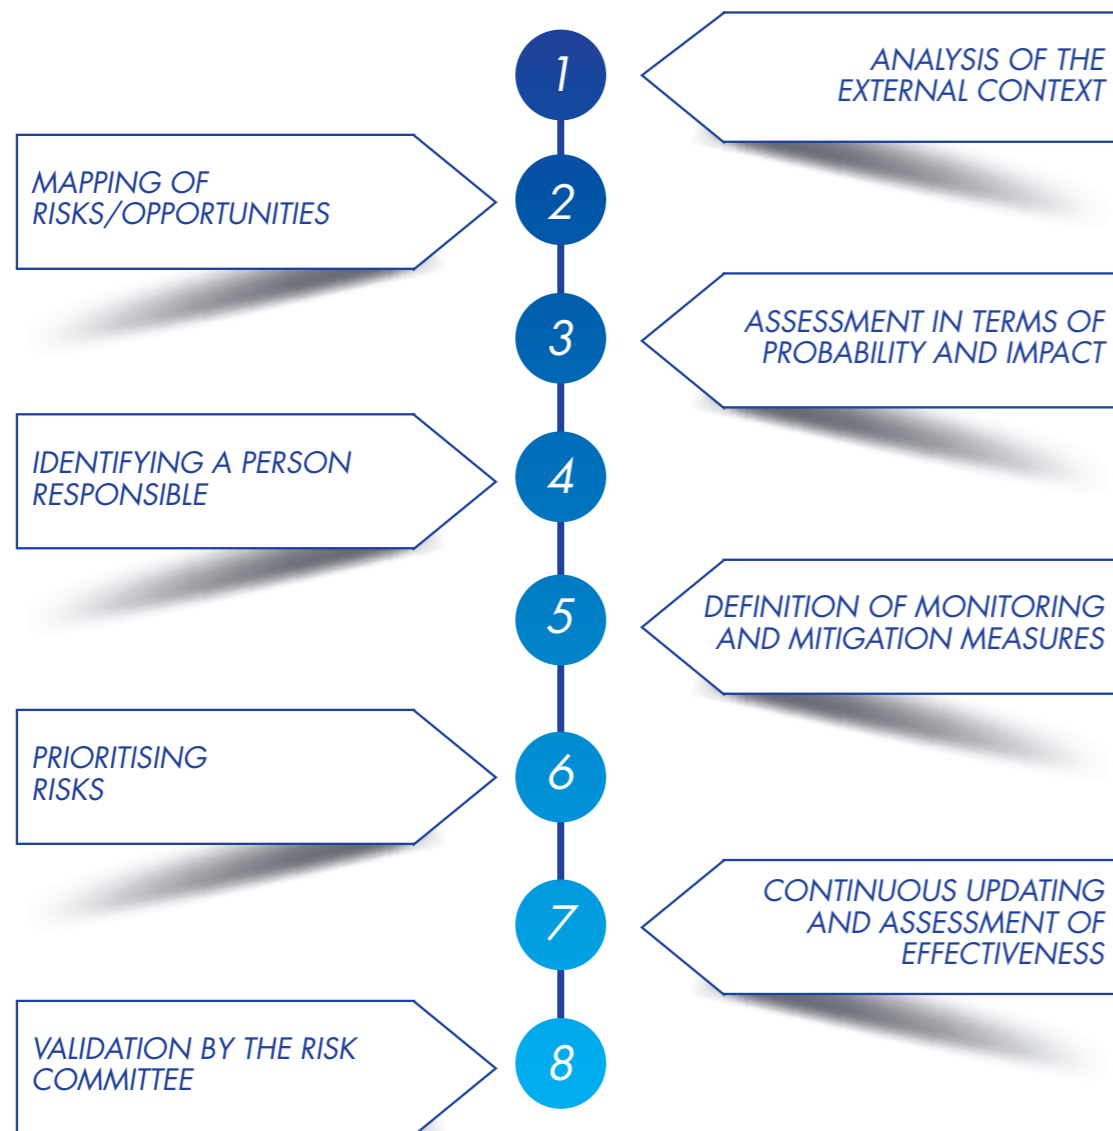 1
ANALYSIS OF THE
EXTERNAL CONTEXT
MAPPING OF
RISKS/OPPORTUNITIES
2
3
ASSESSMENT IN TERMS OF
PROBABILITY AND IMPACT
IDENTIFYING A PERSON
RESPONSIBLE
4
5
DEFINITION OF MONITORING
AND MITIGATION MEASURES
PRIORITISING
RISKS
6
7
CONTINUOUS UPDATING
AND ASSESSMENT OF
EFFECTIVENESS
VALIDATION BY THE RISK
COMMITTEE
8